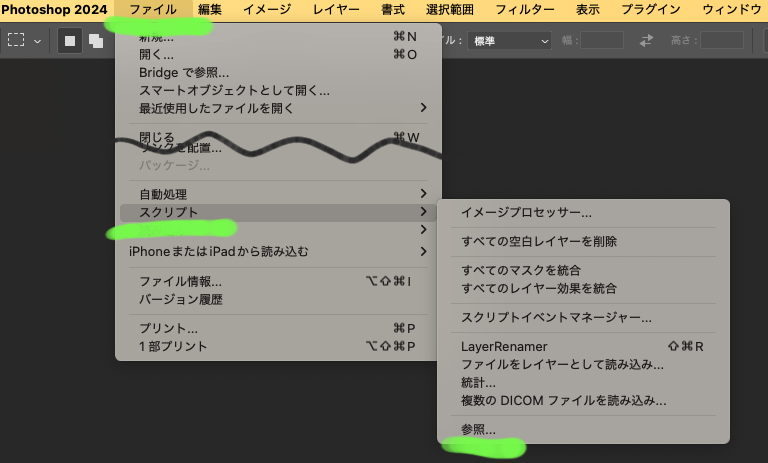 Photoshop 2024 ファイル 編集 イメージ レイヤー 書式 選択範囲 フィルター 表示 プラグイン ウィンドウ
ル： 標準 幅： 高さ：
新規... ⌘N
開く... ⌘O
Bridge で参照...
スマートオブジェクトとして開く...
最近使用したファイルを開く
閉じる ⌘W
リンクを配置...
パッケージ...
自動処理
スクリプト
iPhoneまたはiPadから読み込む
ファイル情報... ⌥⇧⌘I
バージョン履歴
プリント... ⌘P
1 部プリント ⌥⇧⌘P
イメージプロセッサー...
すべての空白レイヤーを削除
すべてのマスクを統合
すべてのレイヤー効果を統合
スクリプトイベントマネージャー...
LayerRenamer ⇧⌘R
ファイルをレイヤーとして読み込み...
統計...
複数の DICOM ファイルを読み込み...
参照...